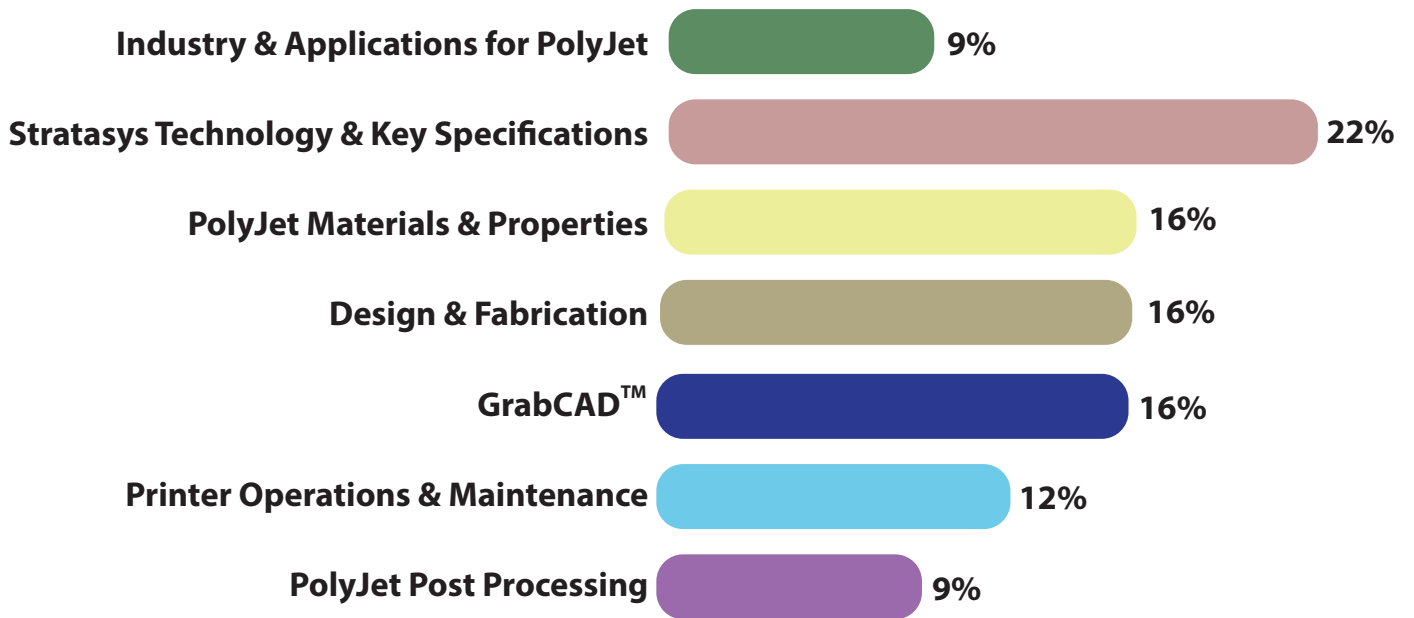 Industry & Applications for PolyJet 9%
Stratasys Technology & Key Specifications 22%
PolyJet Materials & Properties 16%
Design & Fabrication 16%
GrabCAD™ 16%
Printer Operations & Maintenance 12%
PolyJet Post Processing 9%